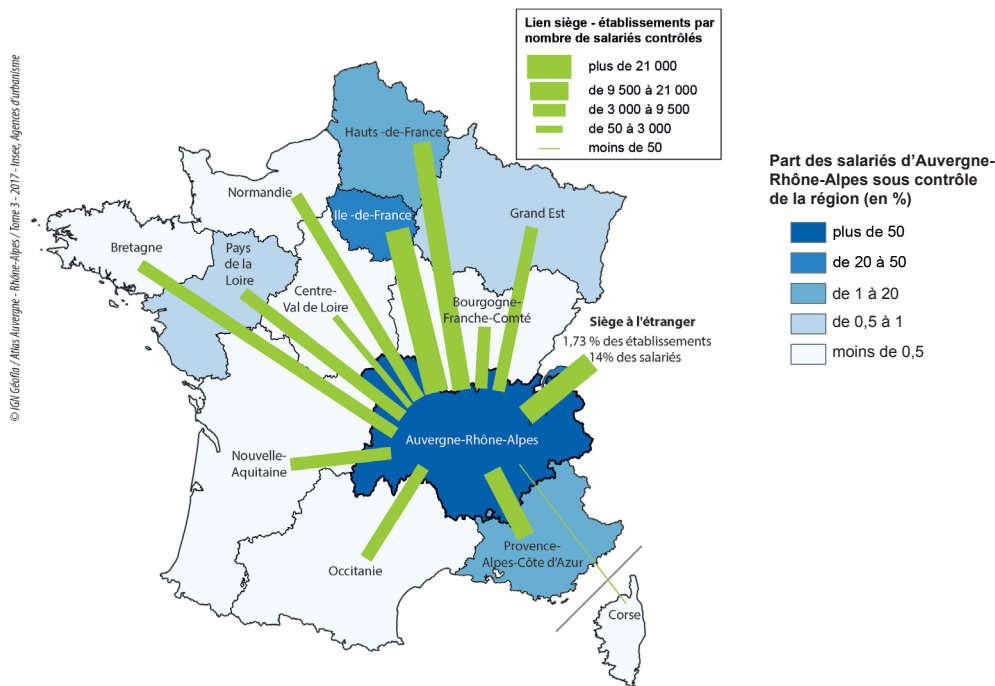 Lien siège - établissements par
nombre de salariés contrôlés
plus de 21 000
de 9 500 à 21 000
de 3 000 à 9 500
de 50 à 3 000
moins de 50
© IGN Géofla / Atlas Auvergne - Rhône-Alpes / Tome 3 - 2017 - Insee, Agences d'urbanisme
Part des salariés d'Auvergne-
Rhône-Alpes sous contrôle
de la région (en %)
plus de 50
de 20 à 50
de 1 à 20
de 0,5 à 1
moins de 0,5
Hauts -de-France
Normandie
Ile -de-France
Grand Est
Bretagne
Pays
de la
Loire
Centre-
Val de Loire
Bourgogne-
Franche-Comté
Siège à l'étranger
1,73 % des établissements
14% des salariés
Auvergne-Rhône-Alpes
Nouvelle-
Aquitaine
Occitanie
Provence-
Alpes-Côte d'Azur
Corse